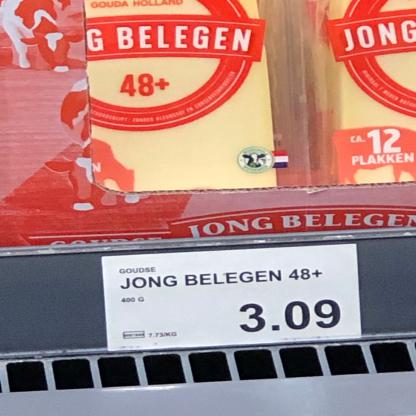 GOUDA HOLLAND
G BELEGEN
48+
JONG
CA. 12
PLAKKEN
JONG BELEGEN
GOUDSE
JONG BELEGEN 48+
400 G
7.73/KG
3.09